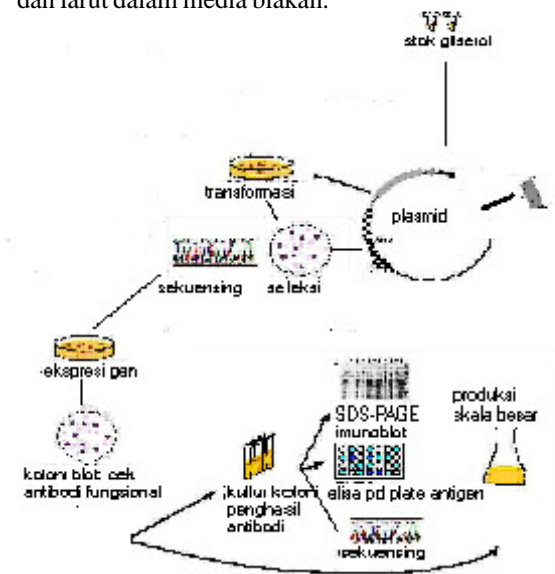 dan larut dalam media biakan.
stok gliserol
transformasi
plasmid
sekuensing
seleksi
ekspresi gen
koloni blot cek
antibodi fungsional
SDS-PAGE
imunoblot
produksi
skala besar
kultur koloni
penghasil
antibodi
elisa pd plate antigen
sekuensing